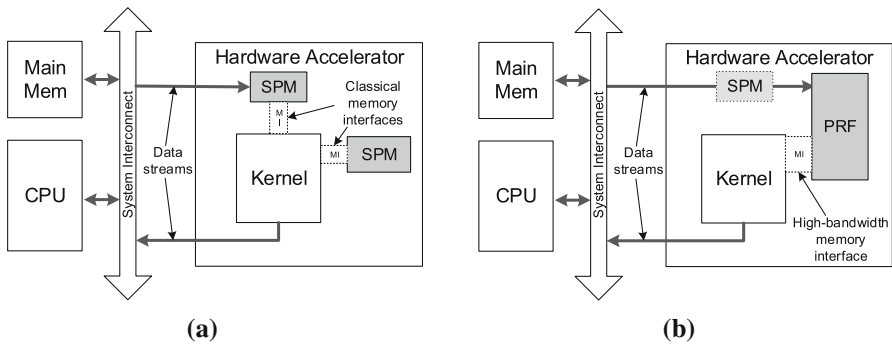 Main
Mem
CPU
System Interconnect
Data
streams
Hardware Accelerator
SPM
M
I
Classical
memory
interfaces
MI
SPM
Kernel
(a)
Main
Mem
CPU
System Interconnect
Data
streams
Hardware Accelerator
SPM
PRF
MI
Kernel
High-bandwidth
memory
interface
(b)